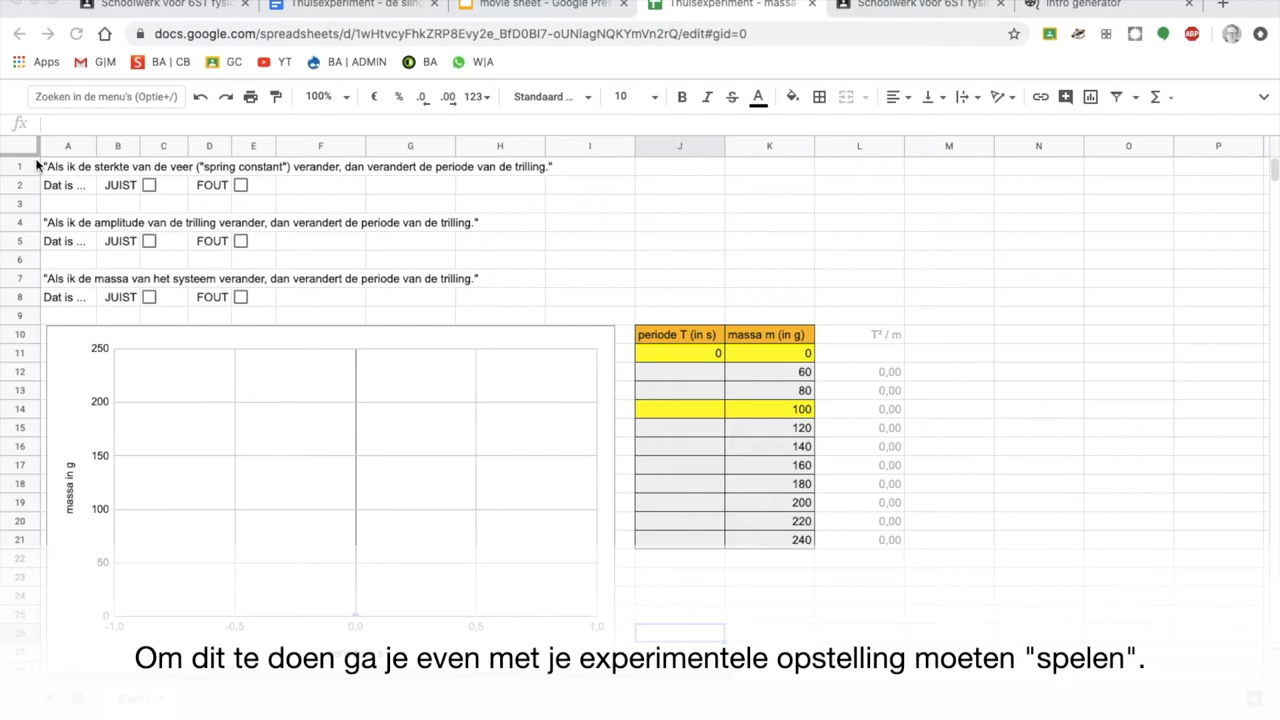 Schoolwerk voor 6ST fysi
Thuisexperiment - de sling
movie sheet - Google Pres
Thuisexperiment - massa
Schoolwerk voor 6ST fysic
Intro generator
docs.google.com/spreadsheets/d/1wHtvcyFhkZRP8Evy2e_BfD0BI7-oUNlagNQKYmVn2rQ/edit#gid=0
ABP
Apps G|M BA | CB GC YT BA | ADMIN BA W|A
Zoeken in de menu's (Optie+/) 100% € % .0 .00 123 Standaard ... 10 B I S A Σ
fx
A B C D E F G H I J K L M N O P
1 "Als ik de sterkte van de veer ("spring constant") verander, dan verandert de periode van de trilling."
2 Dat is ... JUIST FOUT
3
4 "Als ik de amplitude van de trilling verander, dan verandert de periode van de trilling."
5 Dat is ... JUIST FOUT
6
7 "Als ik de massa van het systeem verander, dan verandert de periode van de trilling."
8 Dat is ... JUIST FOUT
9
10 periode T (in s) massa m (in g) T² / m
11 0 0
12 60 0,00
13 80 0,00
14 100 0,00
15 120 0,00
16 140 0,00
17 160 0,00
18 180 0,00
19 200 0,00
20 220 0,00
21 240 0,00
22
23
24
25
26
27
250
200
150
100
50
0
massa in g
-1,0 -0,5 0,0 0,5 1,0
Om dit te doen ga je even met je experimentele opstelling moeten "spelen".
Blad1